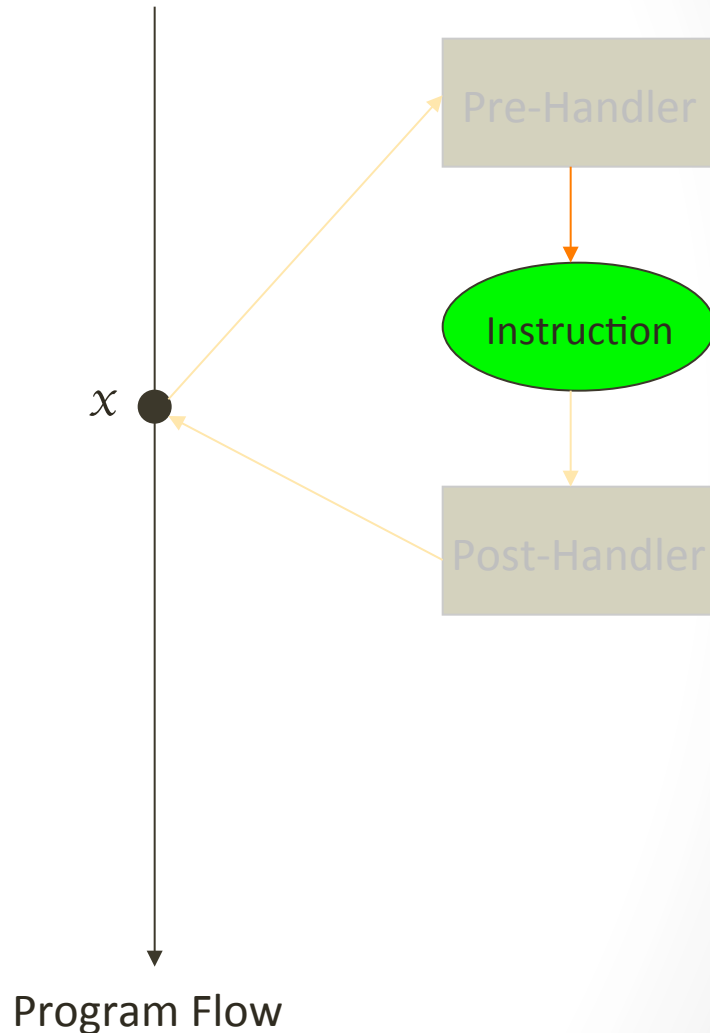 Pre-Handler
Instruction
x
Post-Handler
Program Flow